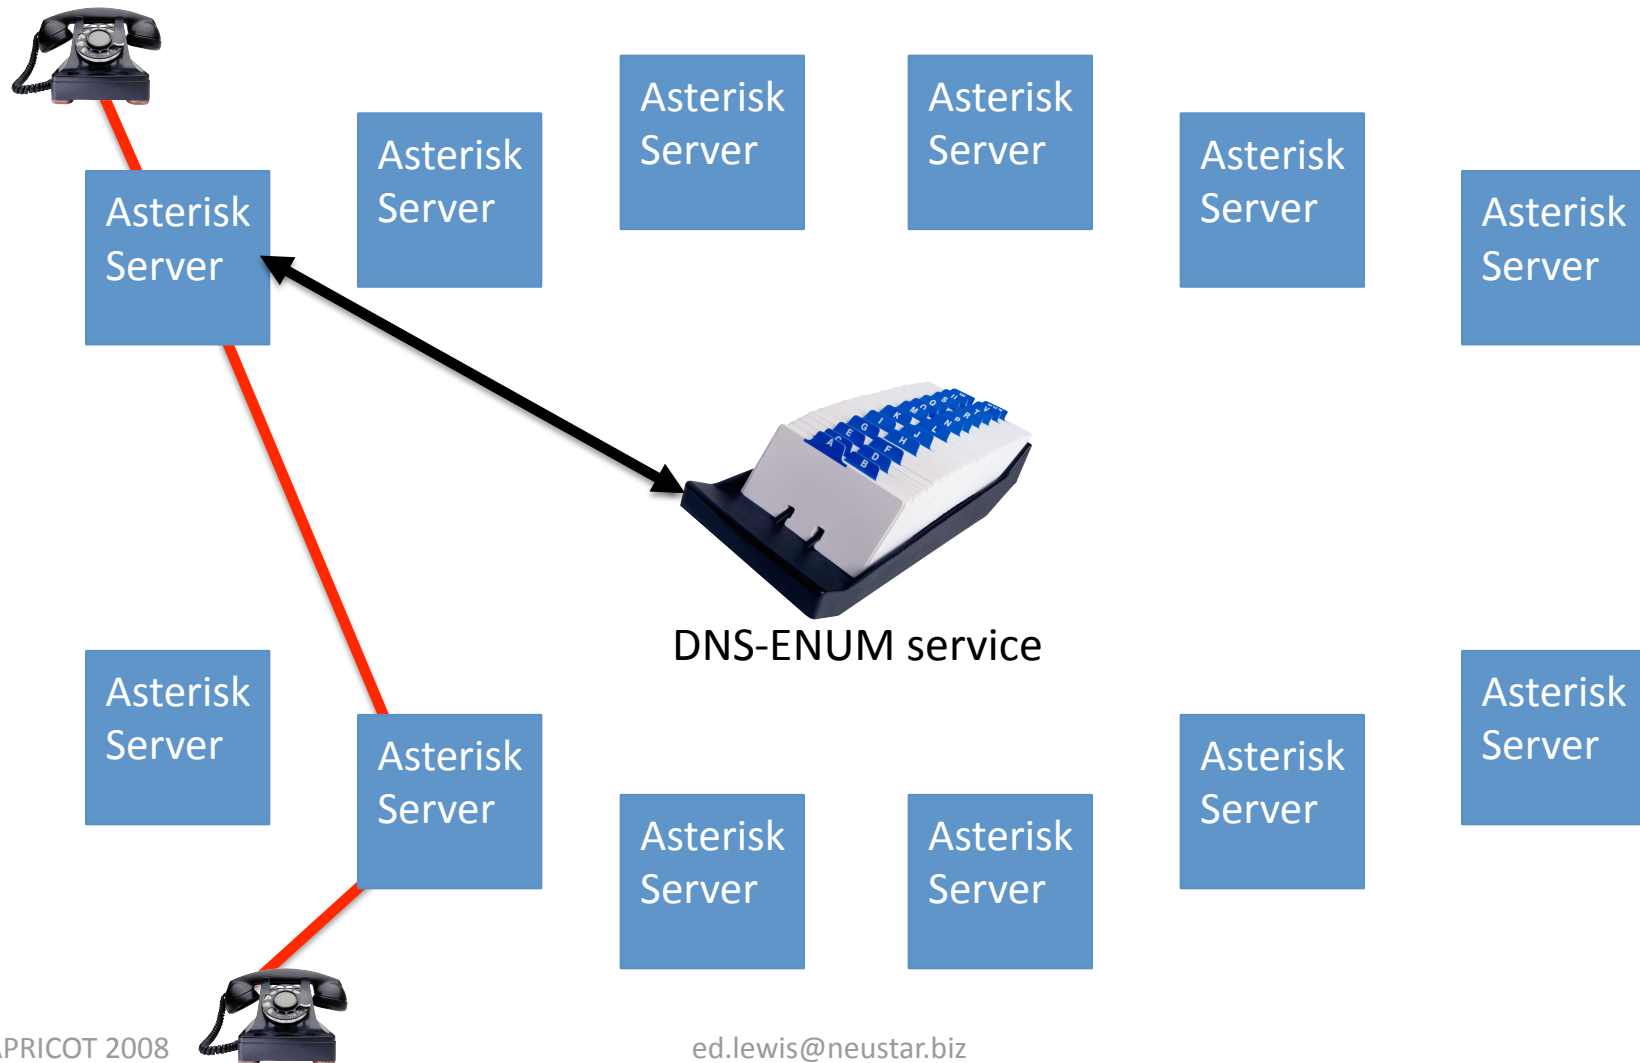 Asterisk
Server
Asterisk
Server
Asterisk
Server
Asterisk
Server
Asterisk
Server
Asterisk
Server
A
B
C
D
E
F
G
H
I
J
K
L
M
N
O
P
Q
R
S
T
V
DNS-ENUM service
Asterisk
Server
Asterisk
Server
Asterisk
Server
Asterisk
Server
Asterisk
Server
Asterisk
Server
PRICOT 2008
ed.lewis@neustar.biz